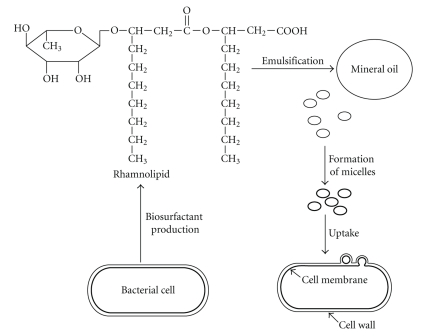 O
O—CH—CH₂—C—O—CH—CH₂—COOH
HO
O
CH₃
OH OH
CH₂
CH₂
CH₂
CH₂
CH₂
CH₂
CH₃
CH₂
CH₂
CH₂
CH₂
CH₂
CH₂
CH₃
Rhamnolipid
Emulsification
Mineral oil
Formation
of micelles
Biosurfactant
production
Uptake
Bacterial cell
Cell membrane
Cell wall